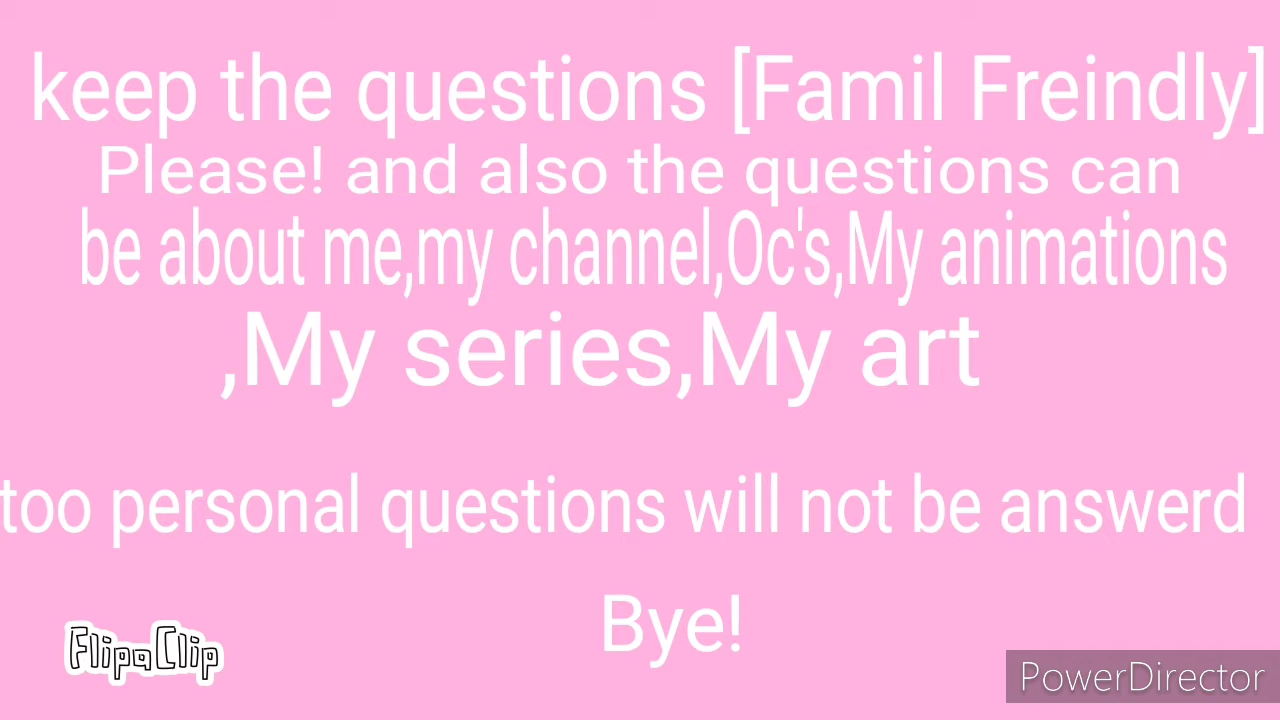 keep the questions [Famil Freindly]
Please! and also the questions can
be about me,my channel,Oc's,My animations
,My series,My art
too personal questions will not be answerd
Bye!
FlipaClip
PowerDirector